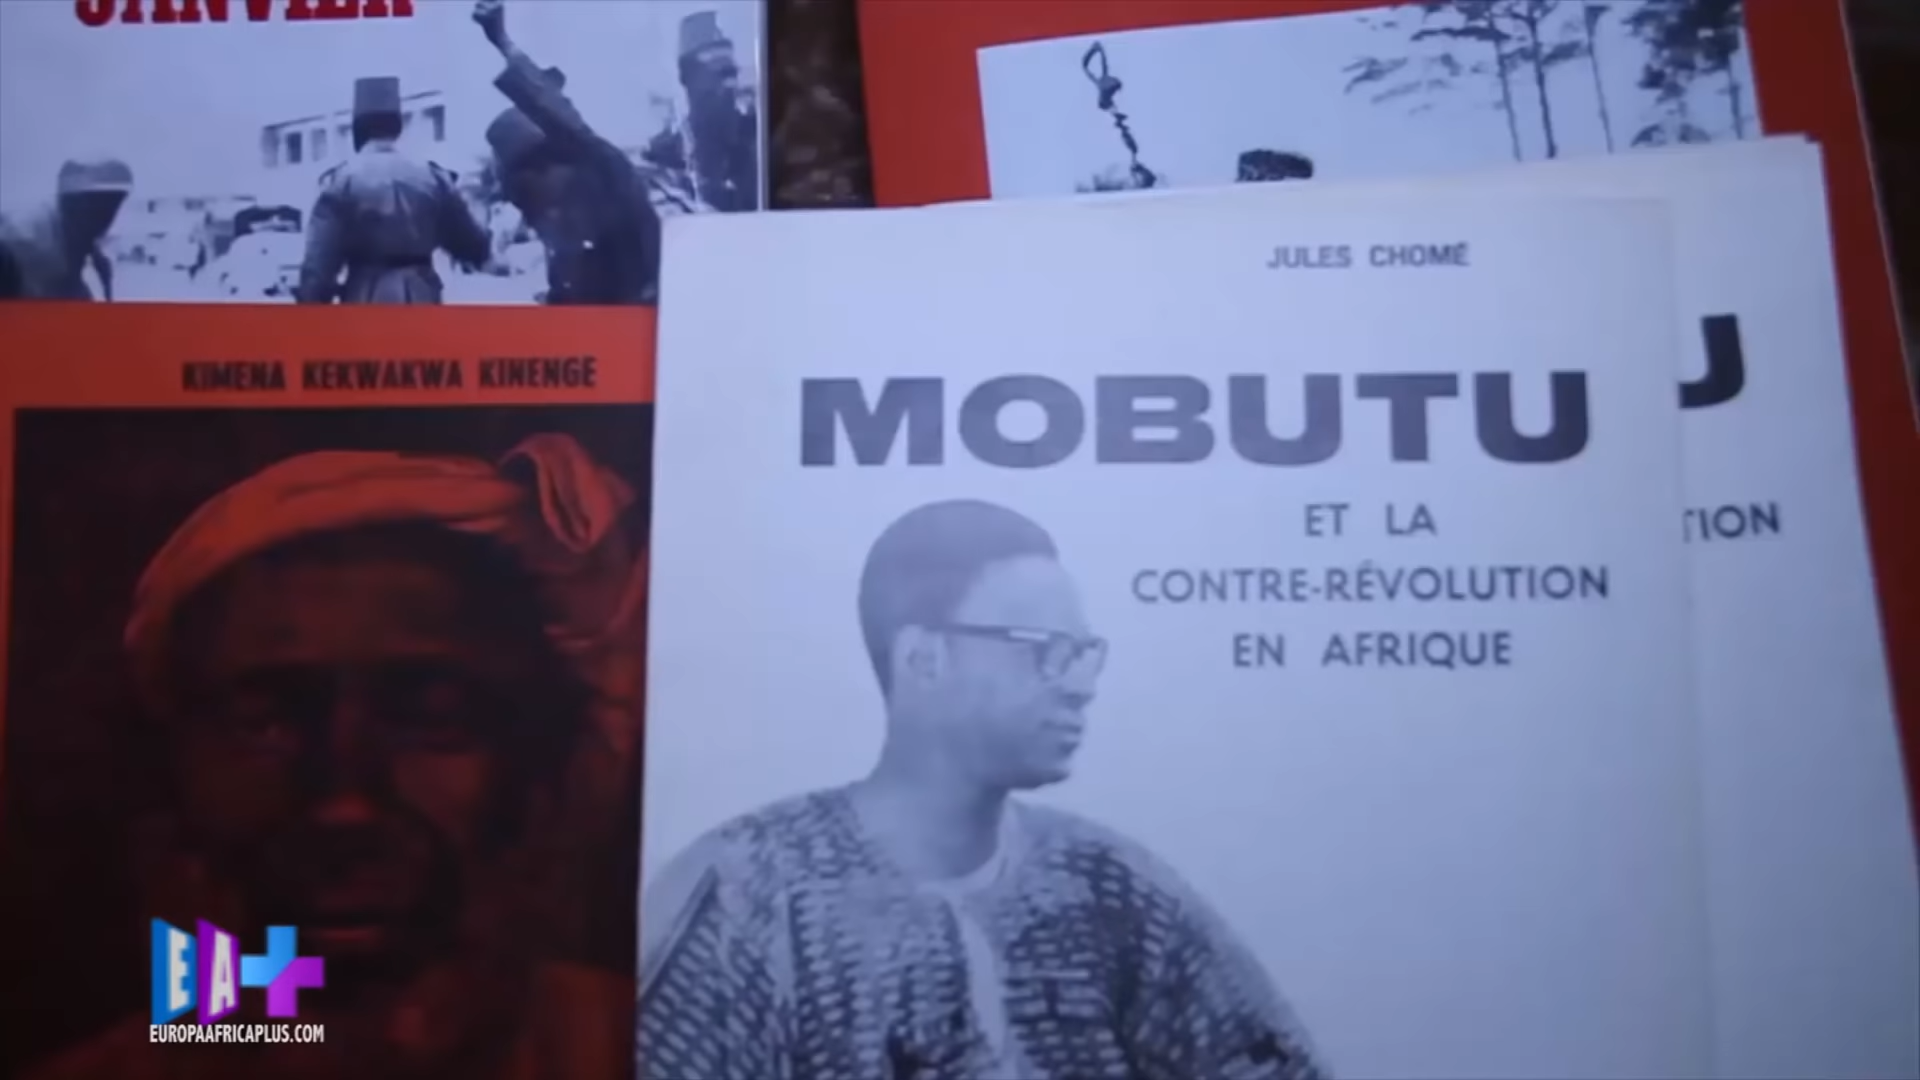 JANVIER
KIMENA KEKWAKWA KINENGE
JULES CHOMÉ
MOBUTU
ET LA
CONTRE-RÉVOLUTION
EN AFRIQUE
U
TION
EA+
EUROPAAFRICAPLUS.COM